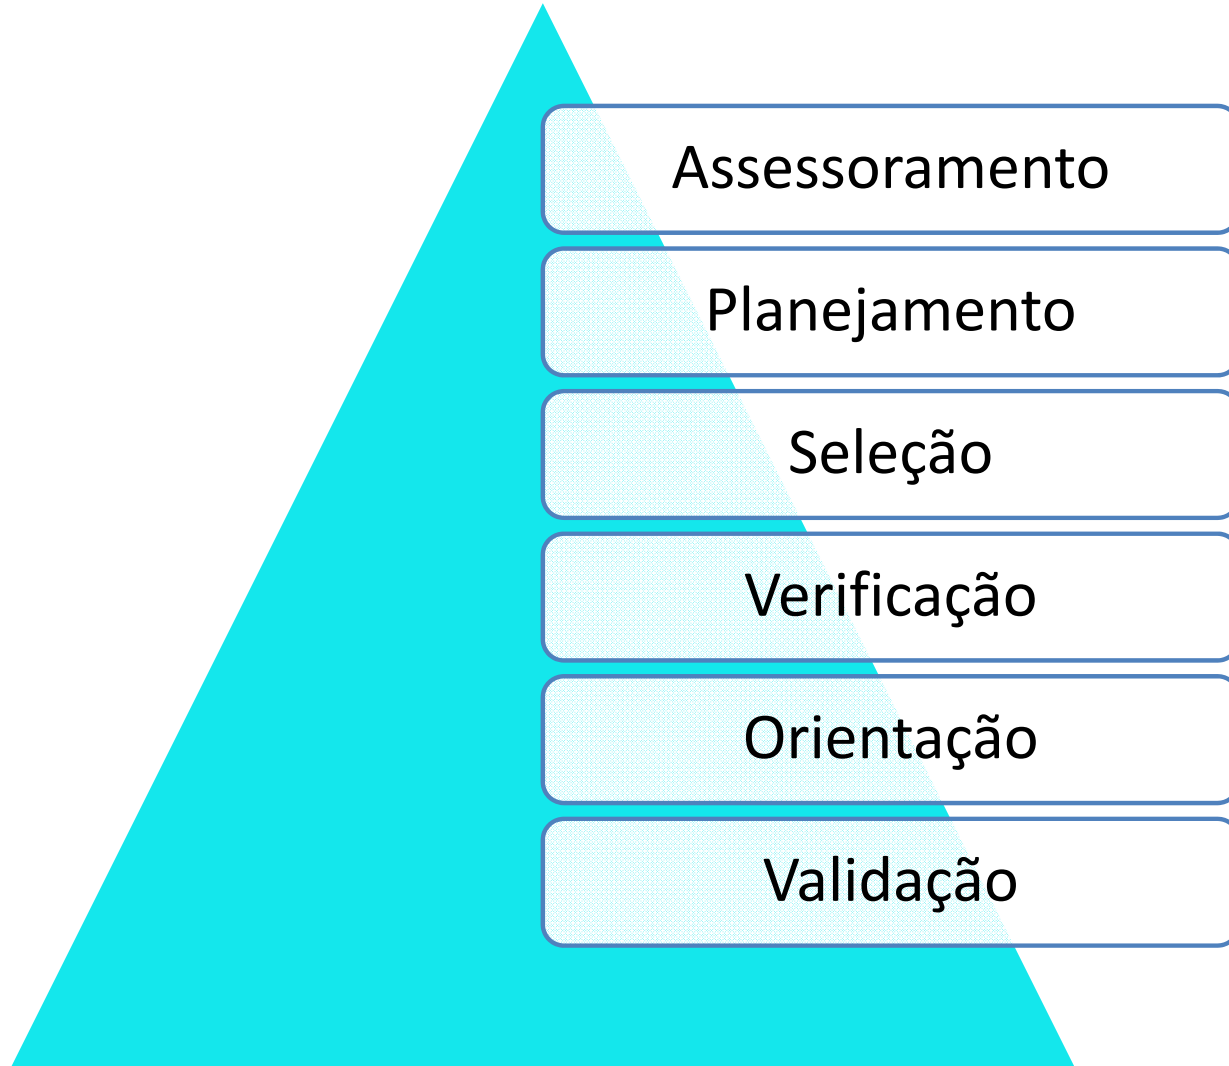 Assessoramento
Planejamento
Seleção
Verificação
Orientação
Validação